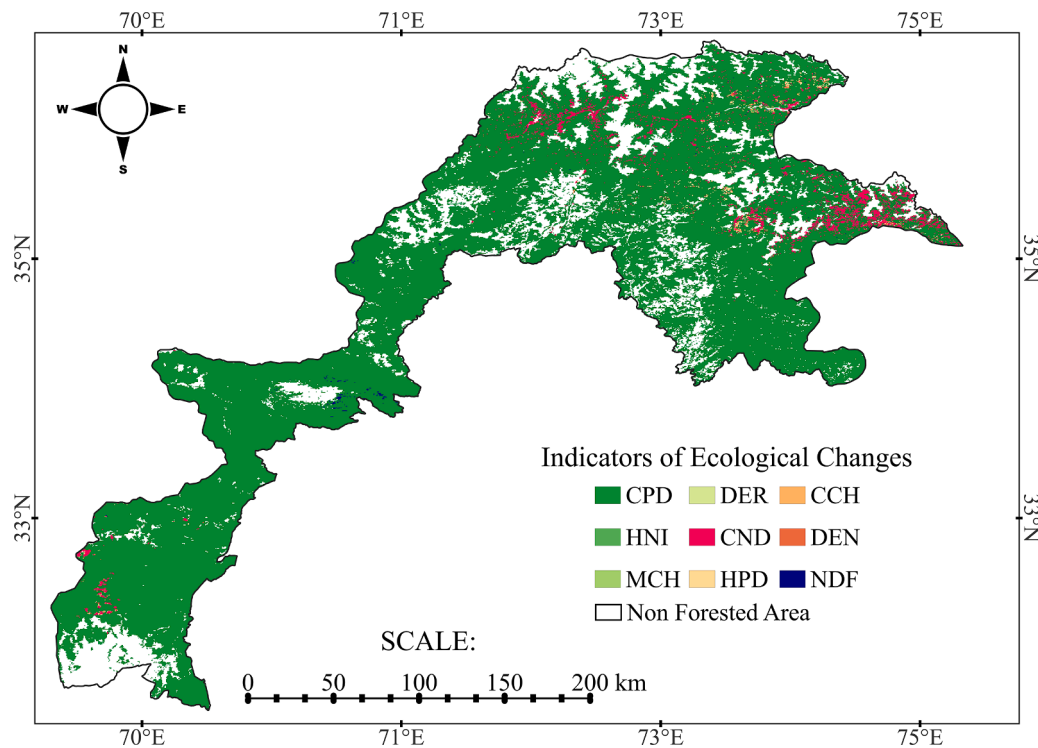 70°E 71°E 73°E 75°E
N
W E
S
35°N 35°N
Indicators of Ecological Changes
CPD DER CCH
33°N 33°N
HNI CND DEN
MCH HPD NDF
Non Forested Area
SCALE:
0 50 100 150 200 km
70°E 71°E 73°E 75°E